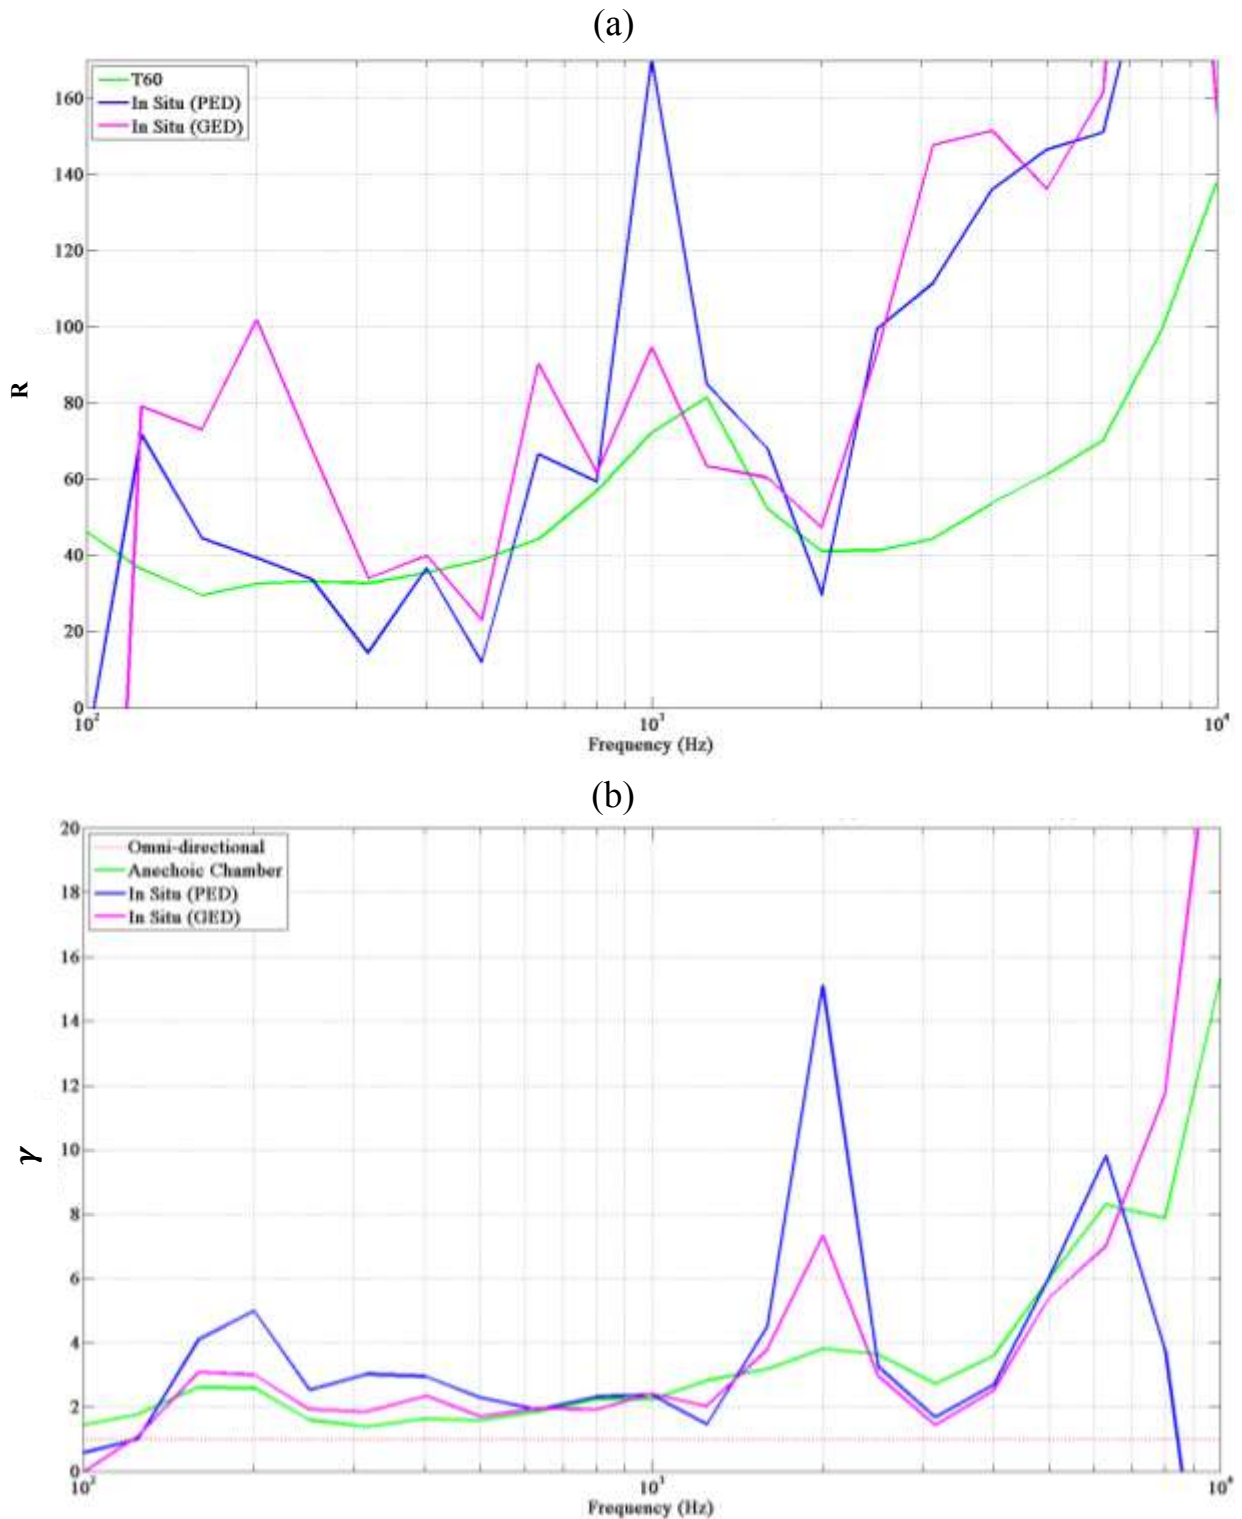 (a)
T60
In Situ (PED)
In Situ (GED)
160
140
120
100
80
60
40
20
0
R
10² 10³ 10⁴
Frequency (Hz)
(b)
Omni-directional
Anechoic Chamber
In Situ (PED)
In Situ (GED)
20
18
16
14
12
10
8
6
4
2
0
γ
10² 10³ 10⁴
Frequency (Hz)